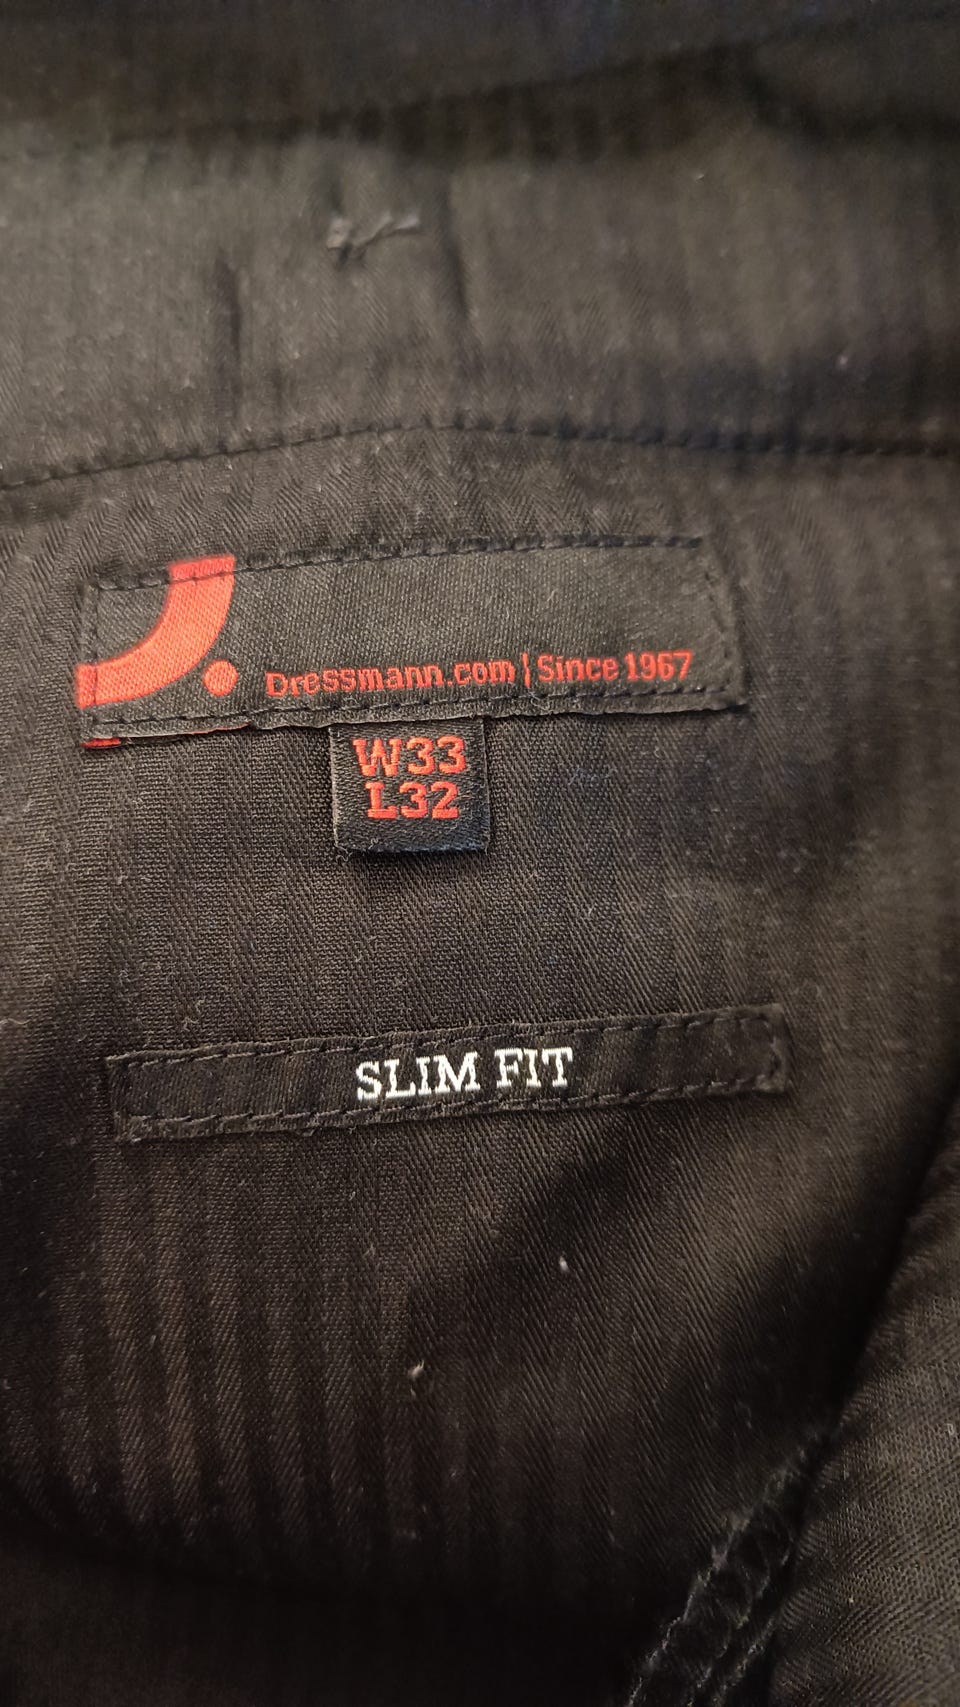 Dressmann.com | Since 1967
W33
L32
SLIM FIT